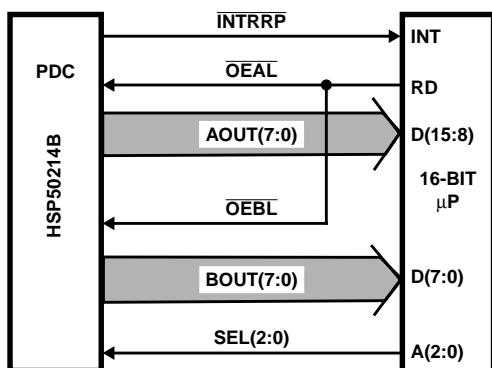 INTRRP
INT
PDC
HSP50214B
OEAL
RD
AOUT(7:0)
D(15:8)
16-BIT
μP
OEBL
BOUT(7:0)
D(7:0)
SEL(2:0)
A(2:0)